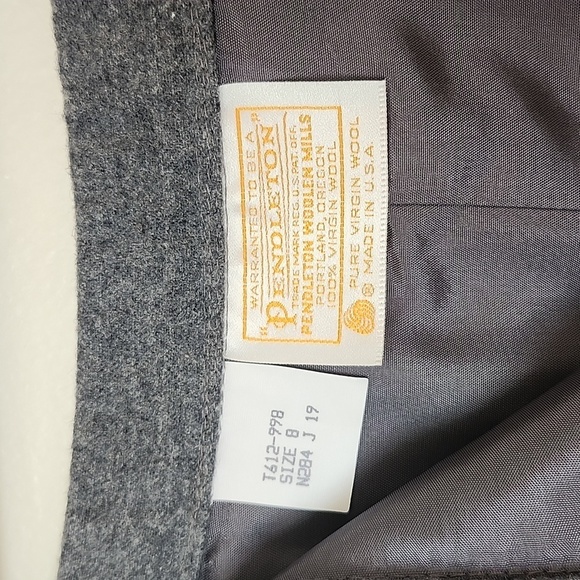 WARRANTED TO BE A
"PENDLETON"
TRADE MARK REG. U.S. PAT. OFF.
PENDLETON WOOLEN MILLS
PORTLAND, OREGON
100% VIRGIN WOOL
PURE VIRGIN WOOL
® MADE IN U.S.A.
T612-998
SIZE 8
N284 J 19